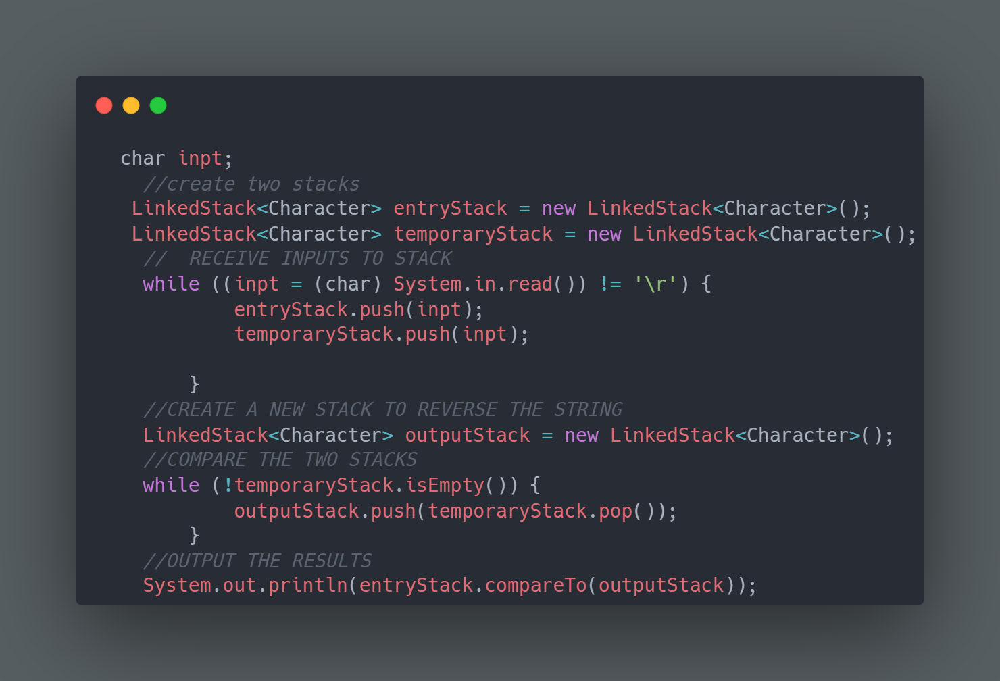 char inpt;
//create two stacks
LinkedStack<Character> entryStack = new LinkedStack<Character>();
LinkedStack<Character> temporaryStack = new LinkedStack<Character>();
//  RECEIVE INPUTS TO STACK
while ((inpt = (char) System.in.read()) != '\r') {
entryStack.push(inpt);
temporaryStack.push(inpt);
}
//CREATE A NEW STACK TO REVERSE THE STRING
LinkedStack<Character> outputStack = new LinkedStack<Character>();
//COMPARE THE TWO STACKS
while (!temporaryStack.isEmpty()) {
outputStack.push(temporaryStack.pop());
}
//OUTPUT THE RESULTS
System.out.println(entryStack.compareTo(outputStack));